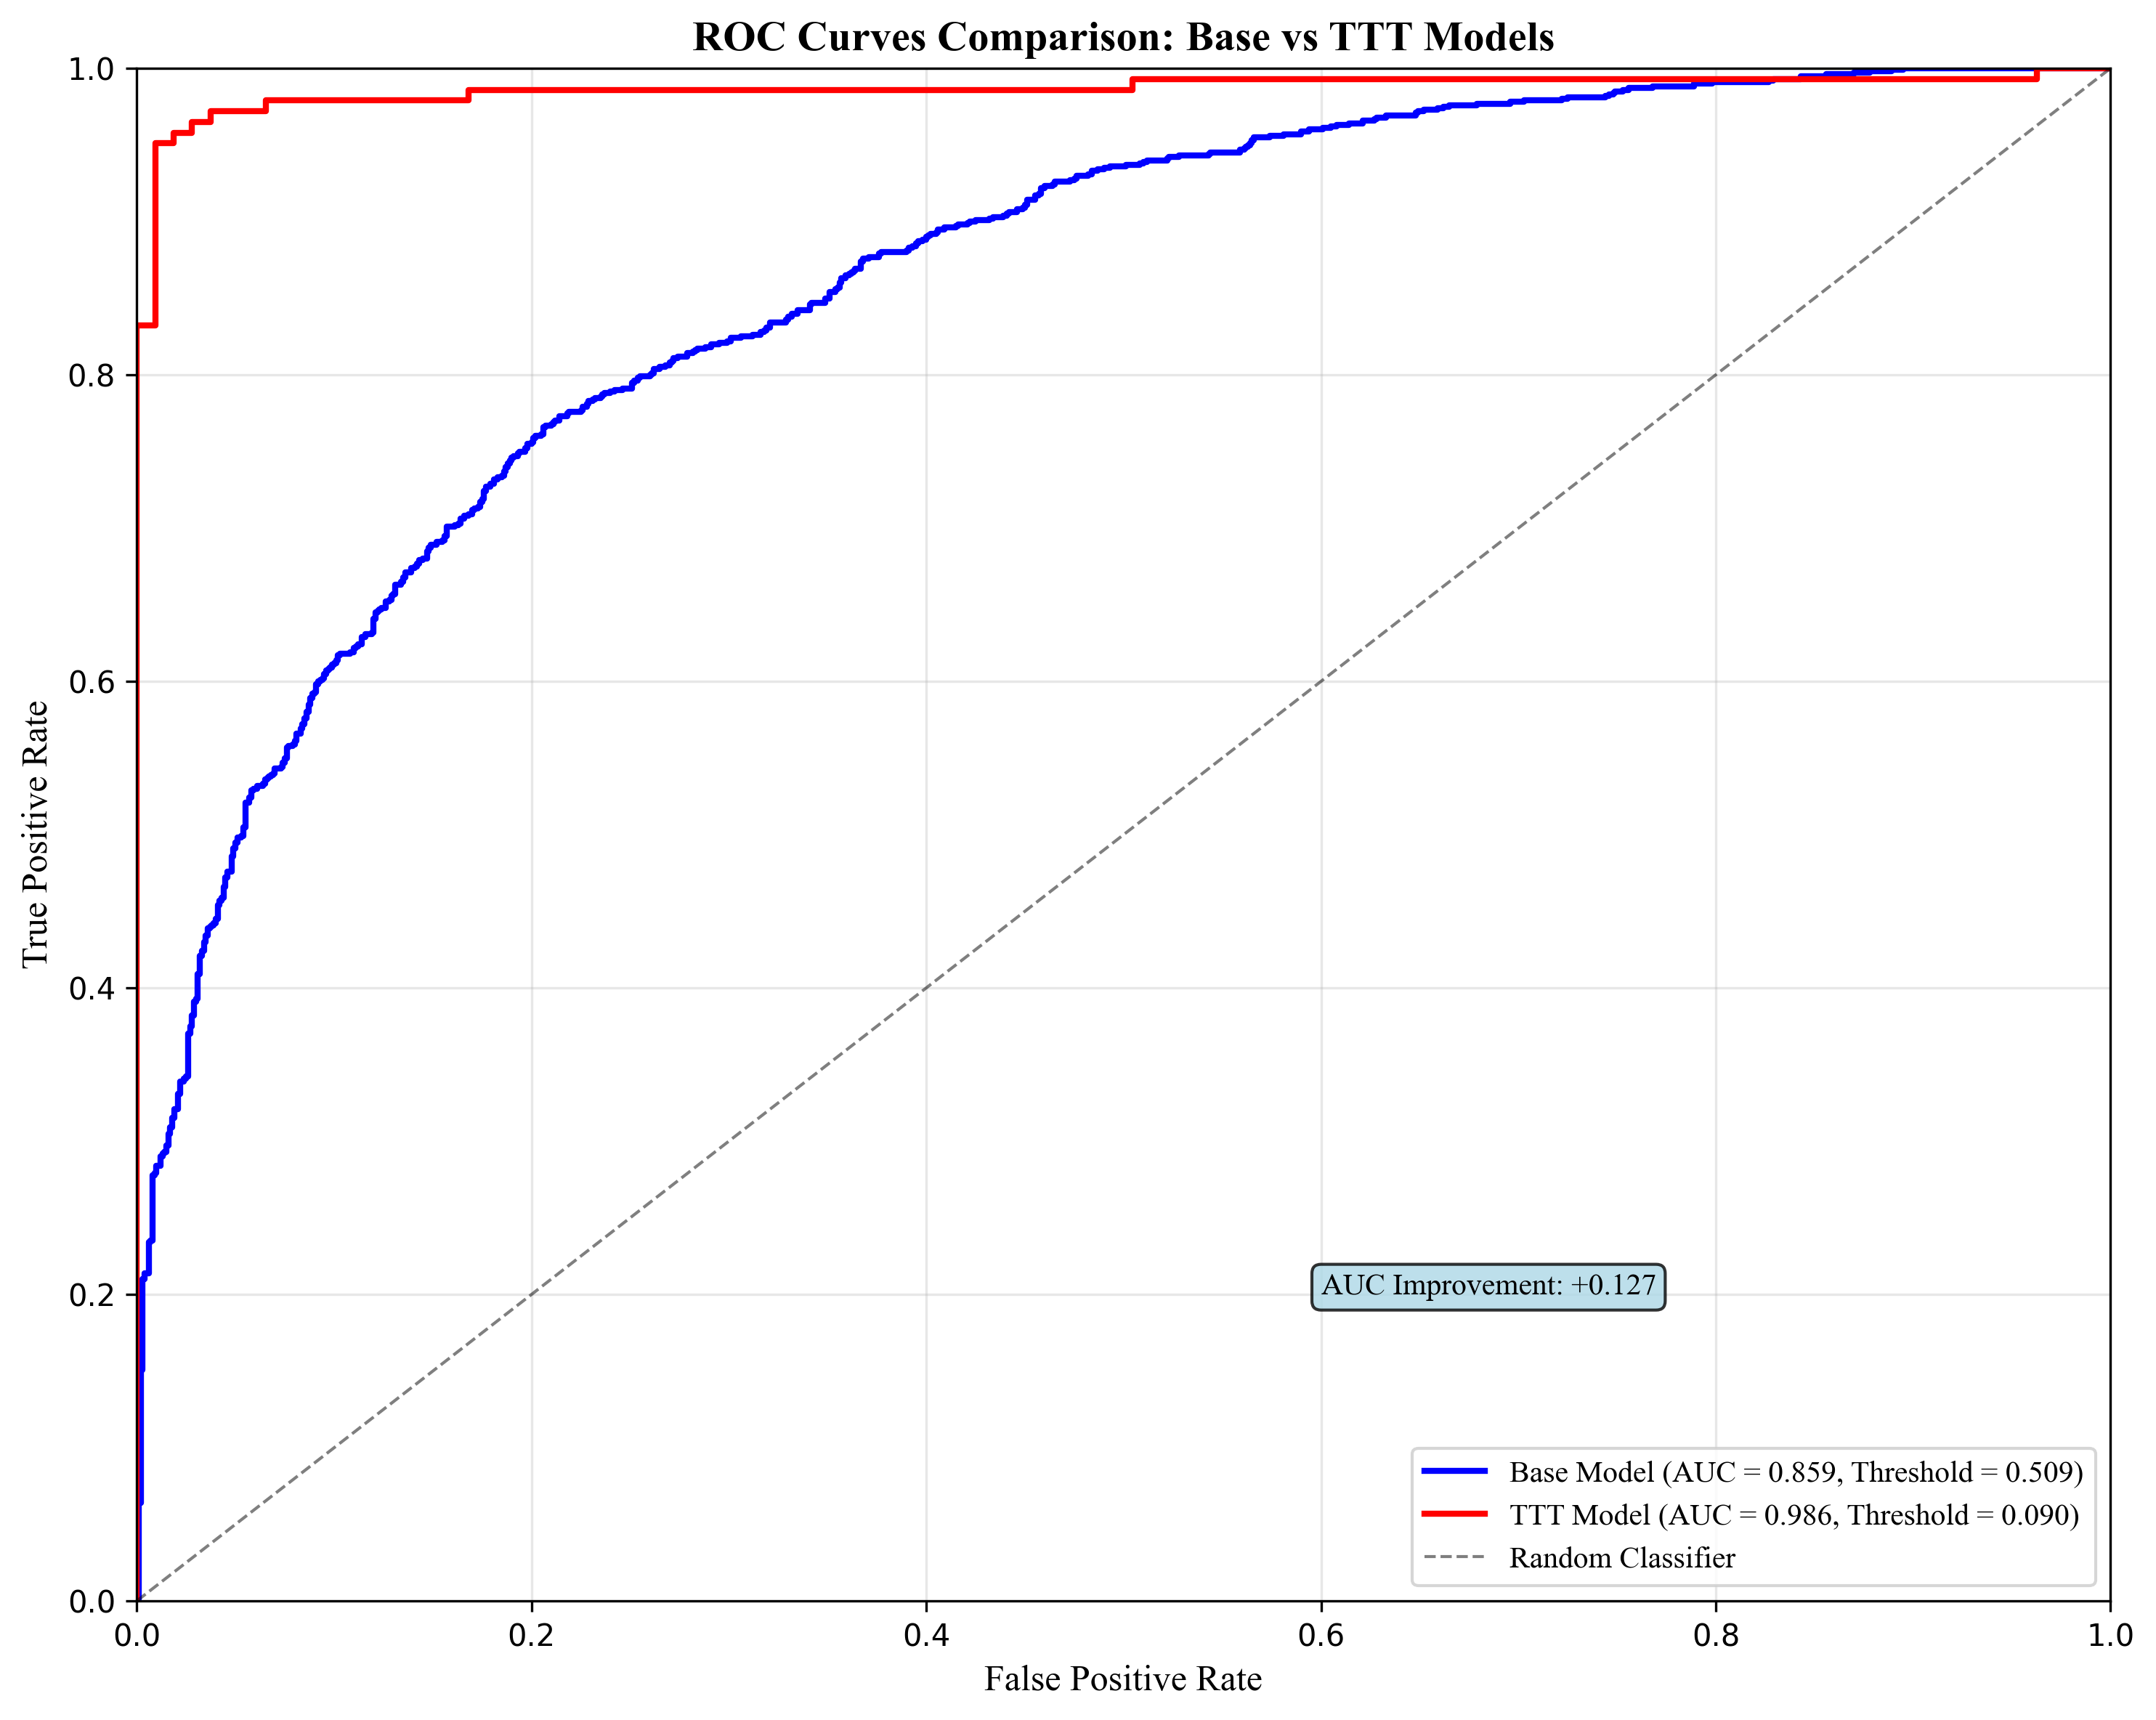 ROC Curves Comparison: Base vs TTT Models
1.0
0.8
0.6
0.4
0.2
0.0
True Positive Rate
AUC Improvement: +0.127
Base Model (AUC = 0.859, Threshold = 0.509)
TTT Model (AUC = 0.986, Threshold = 0.090)
Random Classifier
0.0 0.2 0.4 0.6 0.8 1.0
False Positive Rate